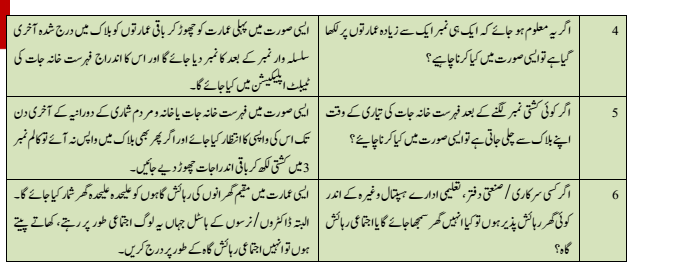 4
اگر یہ معلوم ہو جائے کہ ایک ہی نمبر ایک سے زیادہ عمارتوں پر لکھا
گیا ہے تو ایسی صورت میں کیا کرنا چاہیے؟
ایسی صورت میں پہلی عمارت کو چھوڑ کر باقی عمارتوں کو بلاک میں درج شدہ آخری
سلسلہ وار نمبر کے بعد کا نمبر دیا جائے گا اور اس کا اندراج فہرست خانہ جات کی
ٹیبلٹ اپلیکیشن میں کیا جائے گا۔
5
اگر کوئی کشتی نمبر لگنے کے بعد فہرست خانہ جات کی تیاری کے وقت
اپنے بلاک سے چلی جاتی ہے تو ایسی صورت میں کیا کرنا چاہیئے؟
ایسی صورت میں فہرست خانہ جات یا خانہ و مردم شماری کے دورانیہ کے آخری دن
تک اس کی واپسی کا انتظار کیا جائے اور اگر پھر بھی بلاک میں واپس نہ آئے تو کالم نمبر
3 میں کشتی لکھ کر باقی اندراجات چھوڑ دیے جائیں۔
6
اگر کسی سرکاری/ صنعتی دفتر، تعلیمی ادارے ہسپتال وغیرہ کے اندر
کوئی گھر رہائش پذیر ہوں تو کیا انہیں گھر سمجھا جائے گا یا اجتماعی رہائش
گاہ؟
ایسی عمارت میں مقیم گھرانوں کی رہائش گاہوں کو علیحدہ علیحدہ گھر شمار کیا جائے گا۔
البتہ ڈاکٹروں/ نرسوں کے ہاسٹل جہاں یہ لوگ اجتماعی طور پر رہتے، کھاتے پیتے
ہوں تو انہیں اجتماعی رہائش گاہ کے طور پر درج کریں۔